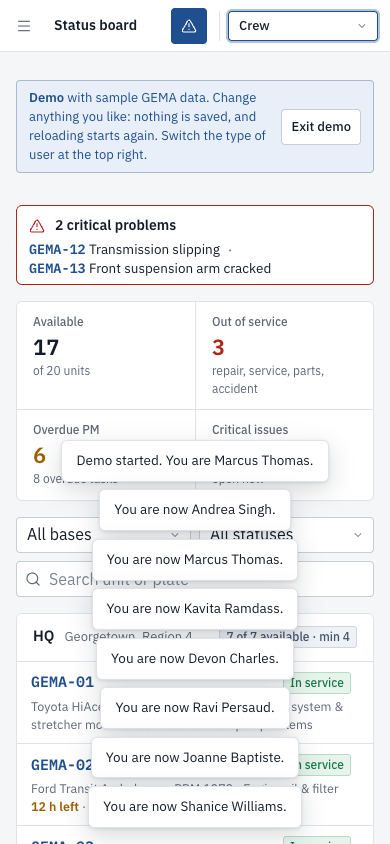 Status board
Crew
Demo with sample GEMA data. Change
anything you like: nothing is saved, and
reloading starts again. Switch the type of
user at the top right.
Exit demo
2 critical problems
GEMA-12 Transmission slipping ·
GEMA-13 Front suspension arm cracked
Available
17
of 20 units
Out of service
3
repair, service, parts,
accident
Overdue PM
6
8 overdue tasks
Critical issues
Demo started. You are Marcus Thomas.
You are now Andrea Singh.
All bases
All statuses
You are now Marcus Thomas.
Search unit or plate
You are now Kavita Ramdass.
HQ Georgetown, Region 4
7 of 7 available · min 4
You are now Devon Charles.
GEMA-01
In service
Toyota HiAce
system &
You are now Ravi Persaud.
stretcher
You are now Joanne Baptiste.
GEMA-02
In service
Ford Transit
& filter
12 h left ·
You are now Shanice Williams.